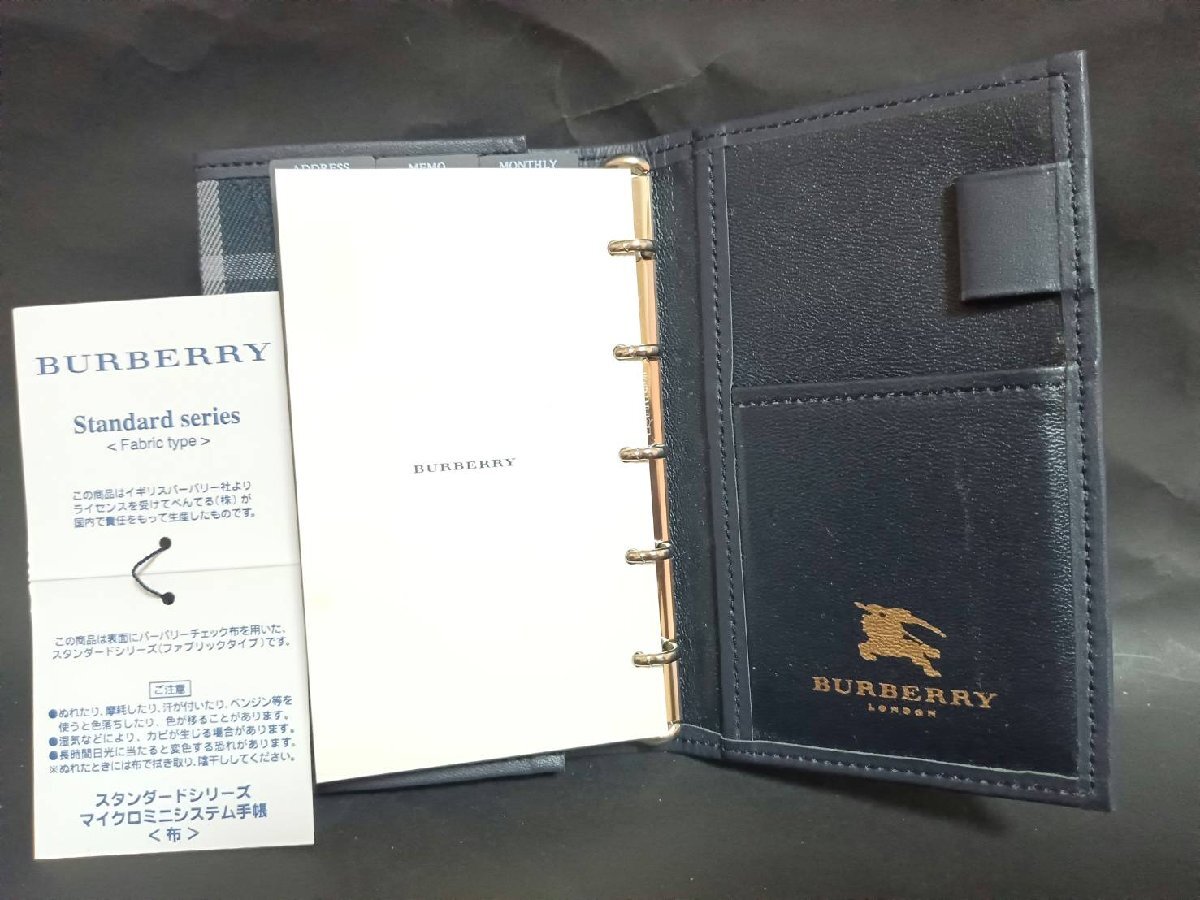 ADDRESS
MEMO
MONTHLY
BURBERRY
Standard series
< Fabric type >
この商品はイギリスバーバリー社より
ライセンスを受けてぺんてる(株)が
国内で責任をもって生産したものです。
この商品は表面にバーバリーチェック布を用いた、
スタンダードシリーズ(ファブリックタイプ)です。
ご注意
●ぬれたり、摩耗したり、汗が付いたり、ベンジン等を
使うと色落ちしたり、色が移ることがあります。
●湿気などにより、カビが生じる場合があります。
●長時間日光に当たると変色する恐れがあります。
※ぬれたときには布で拭き取り、陰干ししてください。
スタンダードシリーズ
マイクロミニシステム手帳
< 布 >
BURBERRY
BURBERRY
LONDON